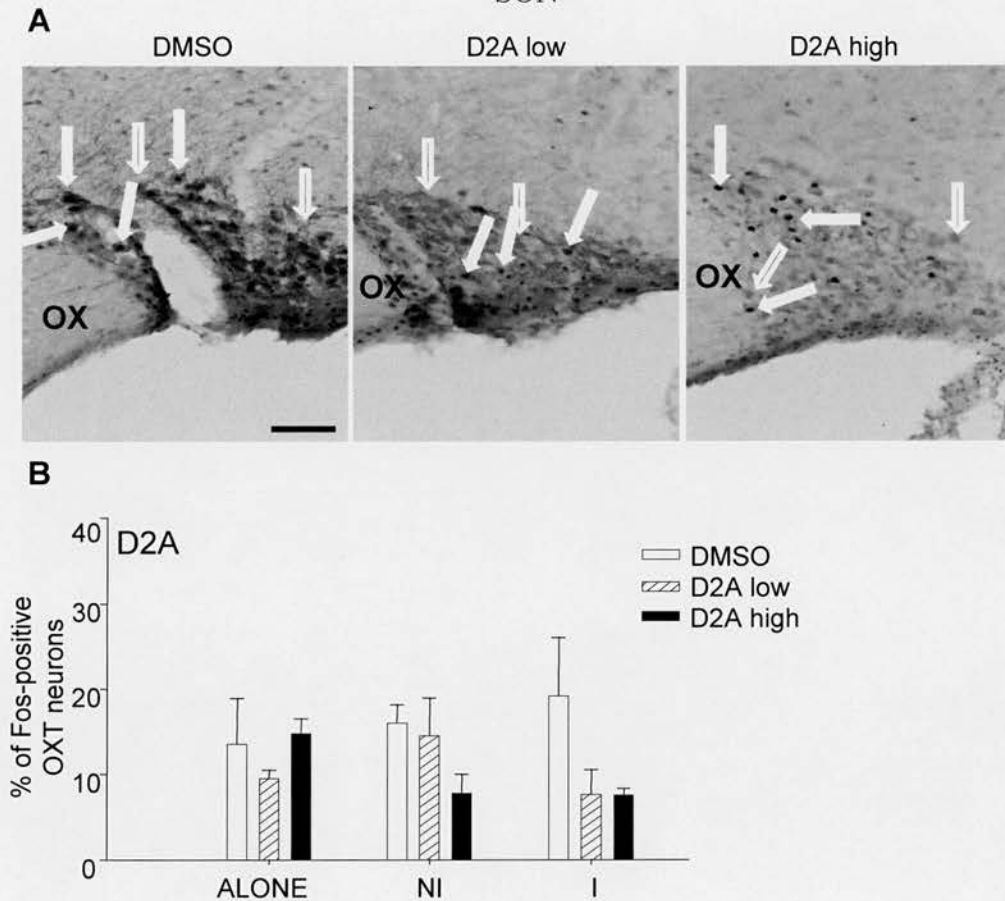 SON
A
DMSO
D2A low
D2A high
OX
OX
OX
B
D2A
% of Fos-positive
OXT neurons
40
30
20
10
0
DMSO
D2A low
D2A high
ALONE
NI
I